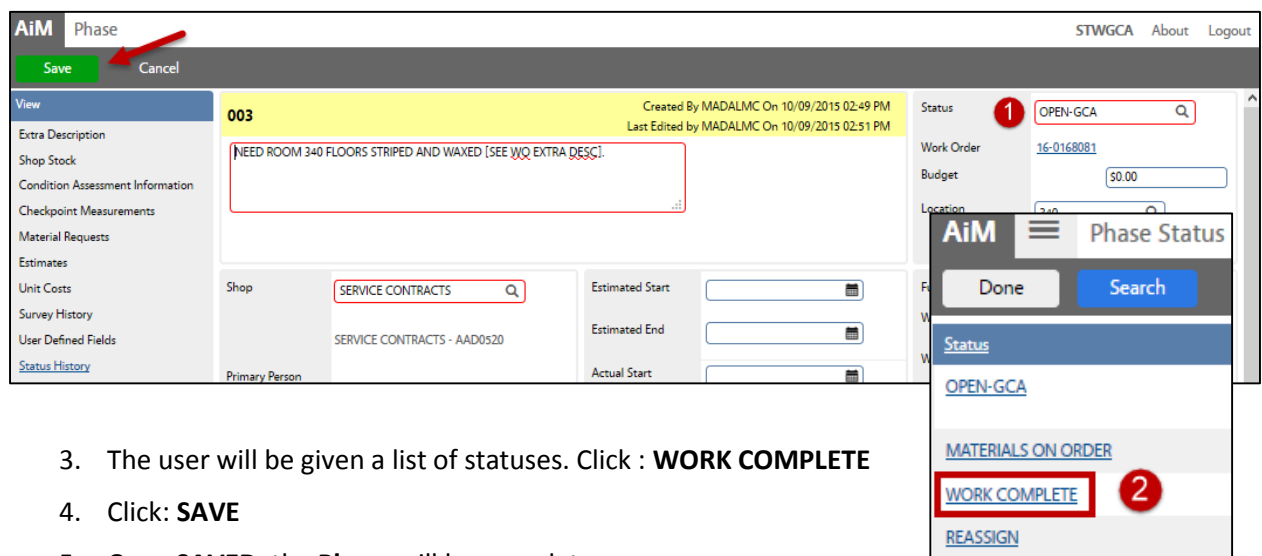 AiM Phase STWGCA About Logout
Save Cancel
View
Extra Description
Shop Stock
Condition Assessment Information
Checkpoint Measurements
Material Requests
Estimates
Unit Costs
Survey History
User Defined Fields
Status History
003
Created By MADALMC On 10/09/2015 02:49 PM
Last Edited by MADALMC On 10/09/2015 02:51 PM
NEED ROOM 340 FLOORS STRIPED AND WAXED [SEE WO EXTRA DESC].
Status 1 OPEN-GCA
Work Order 16-0168081
Budget $0.00
Location 340
Shop SERVICE CONTRACTS
SERVICE CONTRACTS - AAD0520
Primary Person
Estimated Start
Estimated End
Actual Start
AiM Phase Status
Done Search
Status
OPEN-GCA
MATERIALS ON ORDER
WORK COMPLETE 2
REASSIGN
3. The user will be given a list of statuses. Click : WORK COMPLETE
4. Click: SAVE